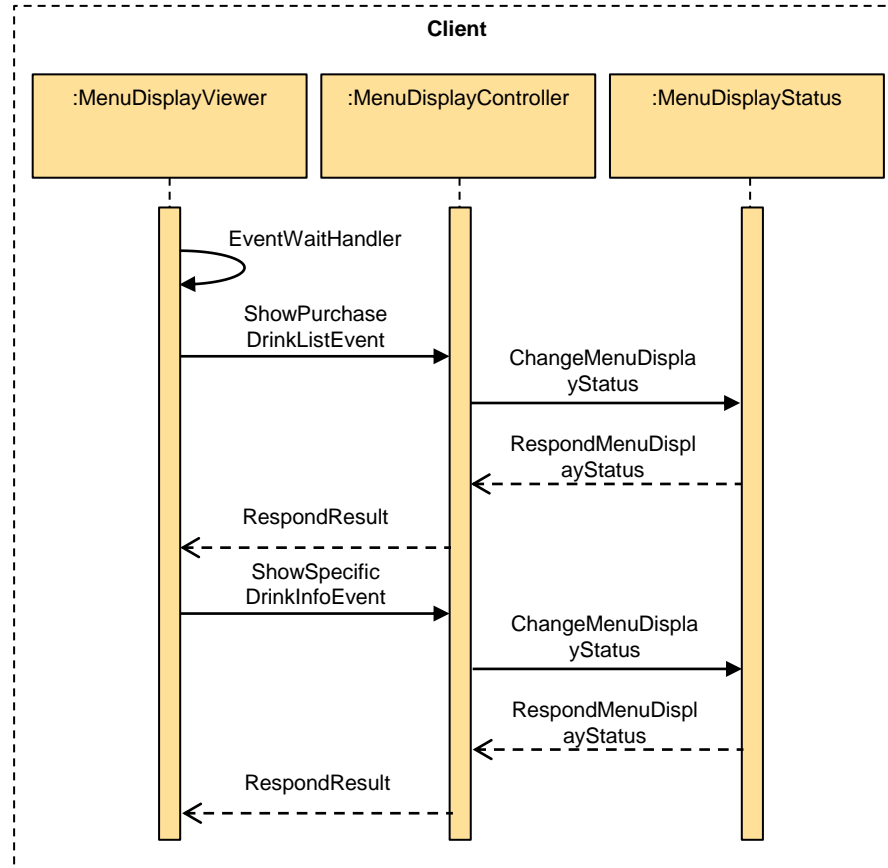 Client
:MenuDisplayViewer
:MenuDisplayController
:MenuDisplayStatus
EventWaitHandler
ShowPurchase
DrinkListEvent
ChangeMenuDispla
yStatus
RespondMenuDispl
ayStatus
RespondResult
ShowSpecific
DrinkInfoEvent
ChangeMenuDispla
yStatus
RespondMenuDispl
ayStatus
RespondResult